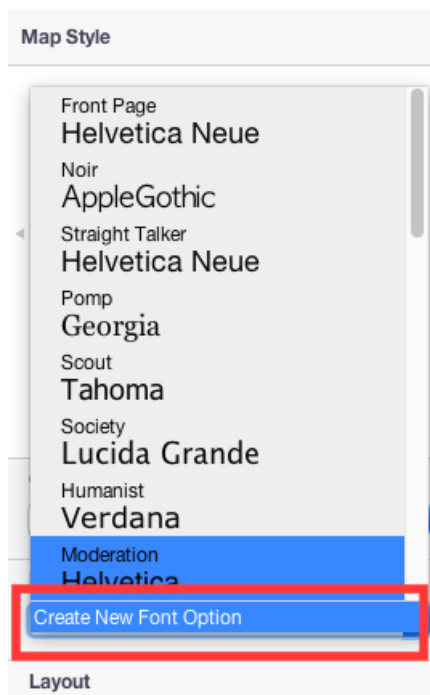 Map Style
Front Page
Helvetica Neue
Noir
AppleGothic
Straight Talker
Helvetica Neue
Pomp
Georgia
Scout
Tahoma
Society
Lucida Grande
Humanist
Verdana
Moderation
Helvetica
Create New Font Option
Layout